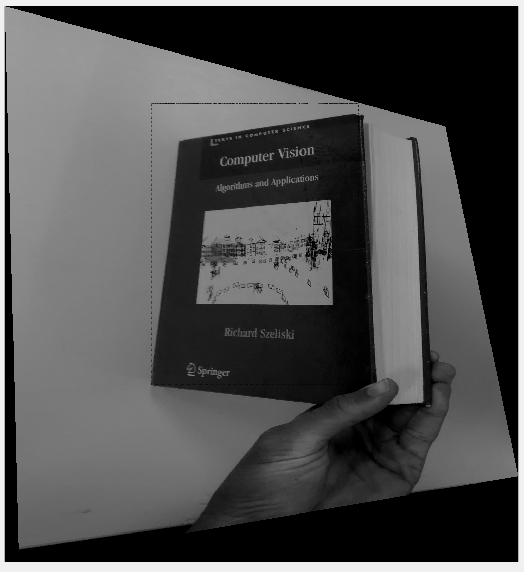 TEXTS IN COMPUTER SCIENCE
Computer Vision
Algorithms and Applications
Richard Szeliski
Springer